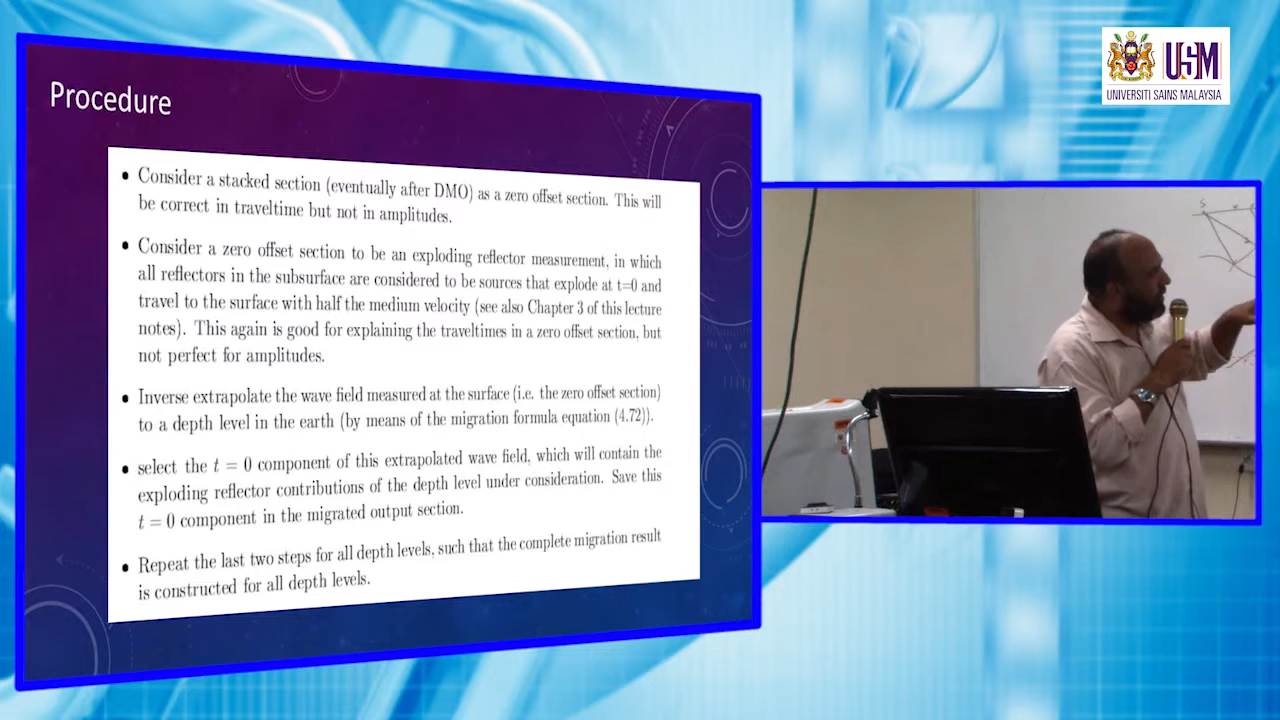 Procedure
• Consider a stacked section (eventually after DMO) as a zero offset section. This will
be correct in traveltime but not in amplitudes.
• Consider a zero offset section to be an exploding reflector measurement, in which
all reflectors in the subsurface are considered to be sources that explode at t=0 and
travel to the surface with half the medium velocity (see also Chapter 3 of this lecture
notes). This again is good for explaining the traveltimes in a zero offset section, but
not perfect for amplitudes.
• Inverse extrapolate the wave field measured at the surface (i.e. the zero offset section)
to a depth level in the earth (by means of the migration formula equation (4.72)).
• select the t = 0 component of this extrapolated wave field, which will contain the
exploding reflector contributions of the depth level under consideration. Save this
t = 0 component in the migrated output section.
• Repeat the last two steps for all depth levels, such that the complete migration result
is constructed for all depth levels.
USM
UNIVERSITI SAINS MALAYSIA
S